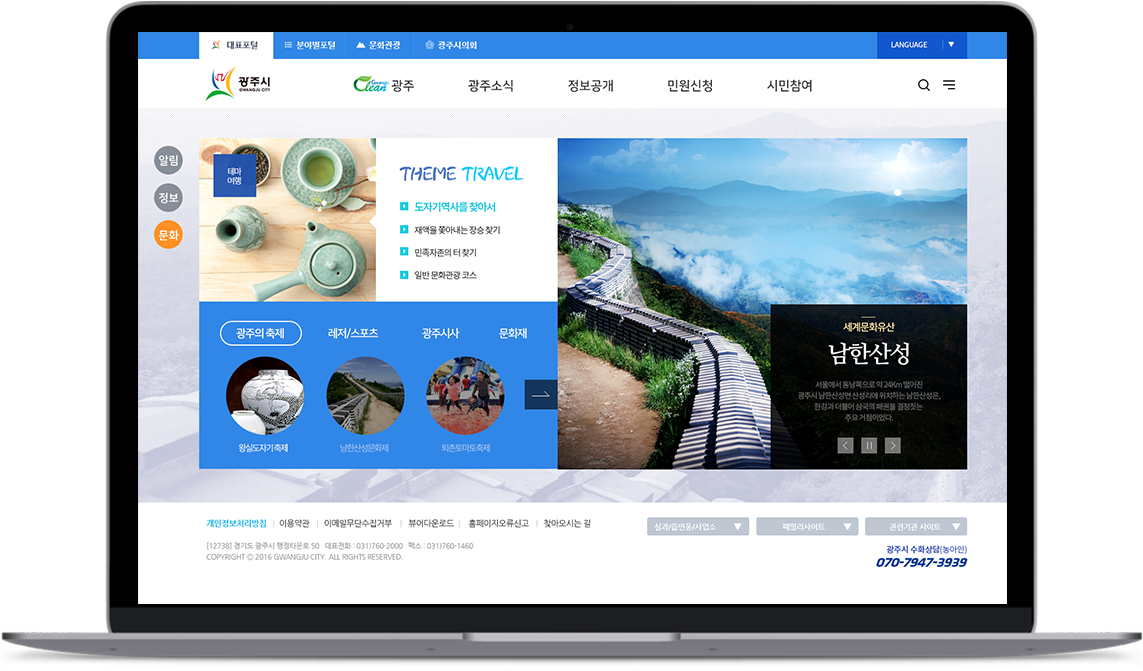 대표포털
분야별포털
문화관광
광주시의회
LANGUAGE ▼
광주시
GWANGJU CITY
Gwangju
Clean 광주
광주소식
정보공개
민원신청
시민참여
알림
정보
문화
테마
여행
THEME TRAVEL
도자기역사를 찾아서
재액을 쫓아내는 장승 찾기
민족자존의 터 찾기
일반 문화관광 코스
광주의 축제
레저/스포츠
광주시사
문화재
왕실도자기축제
남한산성문화제
퇴촌토마토축제
세계문화유산
남한산성
서울에서 동남쪽으로 약 24Km 떨어진
광주시 남한산성면 산성리에 위치하는 남한산성은,
한강과 더불어 삼국의 패권을 결정짓는
주요 거점이었다.
개인정보처리방침 | 이용약관 | 이메일무단수집거부 | 뷰어다운로드 | 홈페이지오류신고 | 찾아오시는 길
실과/읍면동/사업소 ▼
패밀리사이트 ▼
관련기관 사이트 ▼
[12738] 경기도 광주시 행정타운로 50 대표전화 : 031)760-2000 팩스 : 031)760-1460
COPYRIGHT © 2016 GWANGJU CITY. ALL RIGHTS RESERVED.
광주시 수화상담(농아인)
070-7947-3939